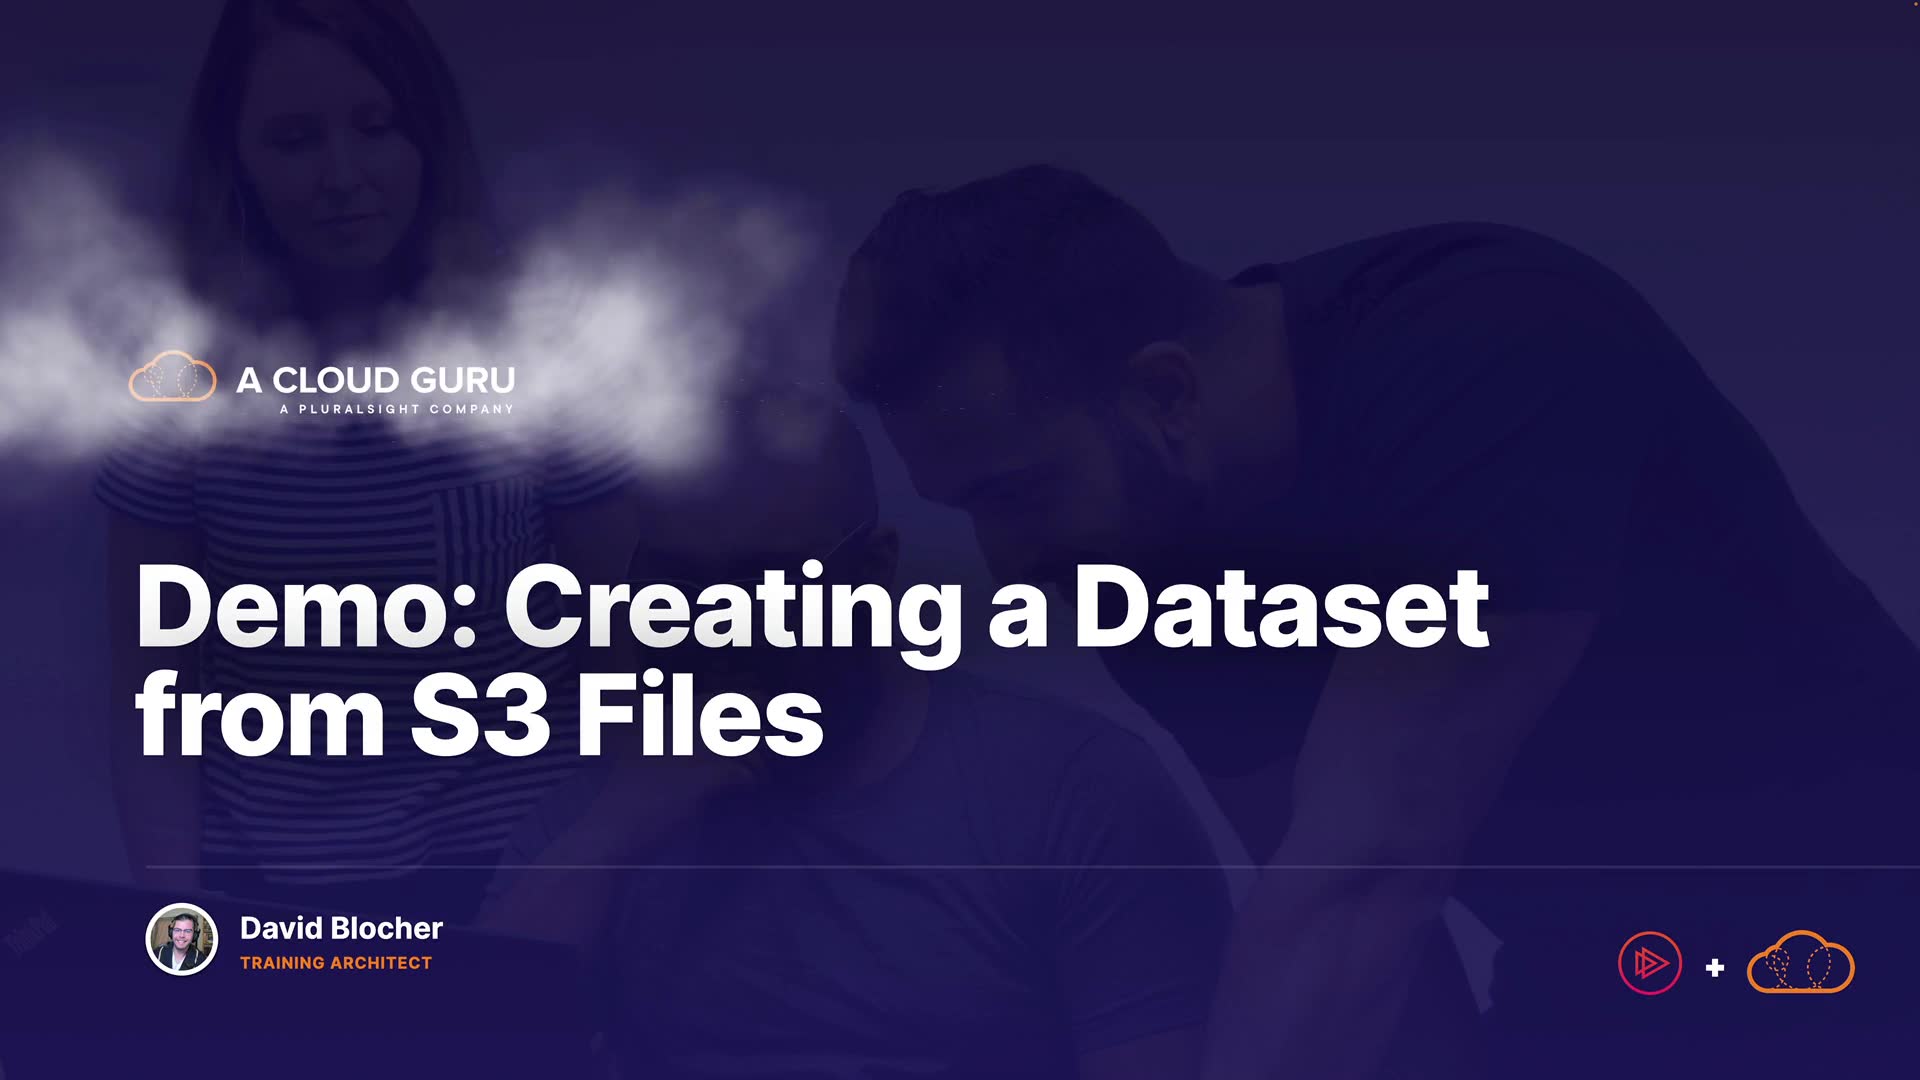 A CLOUD GURU
A PLURALSIGHT COMPANY
Demo: Creating a Dataset
from S3 Files
David Blocher
TRAINING ARCHITECT
+